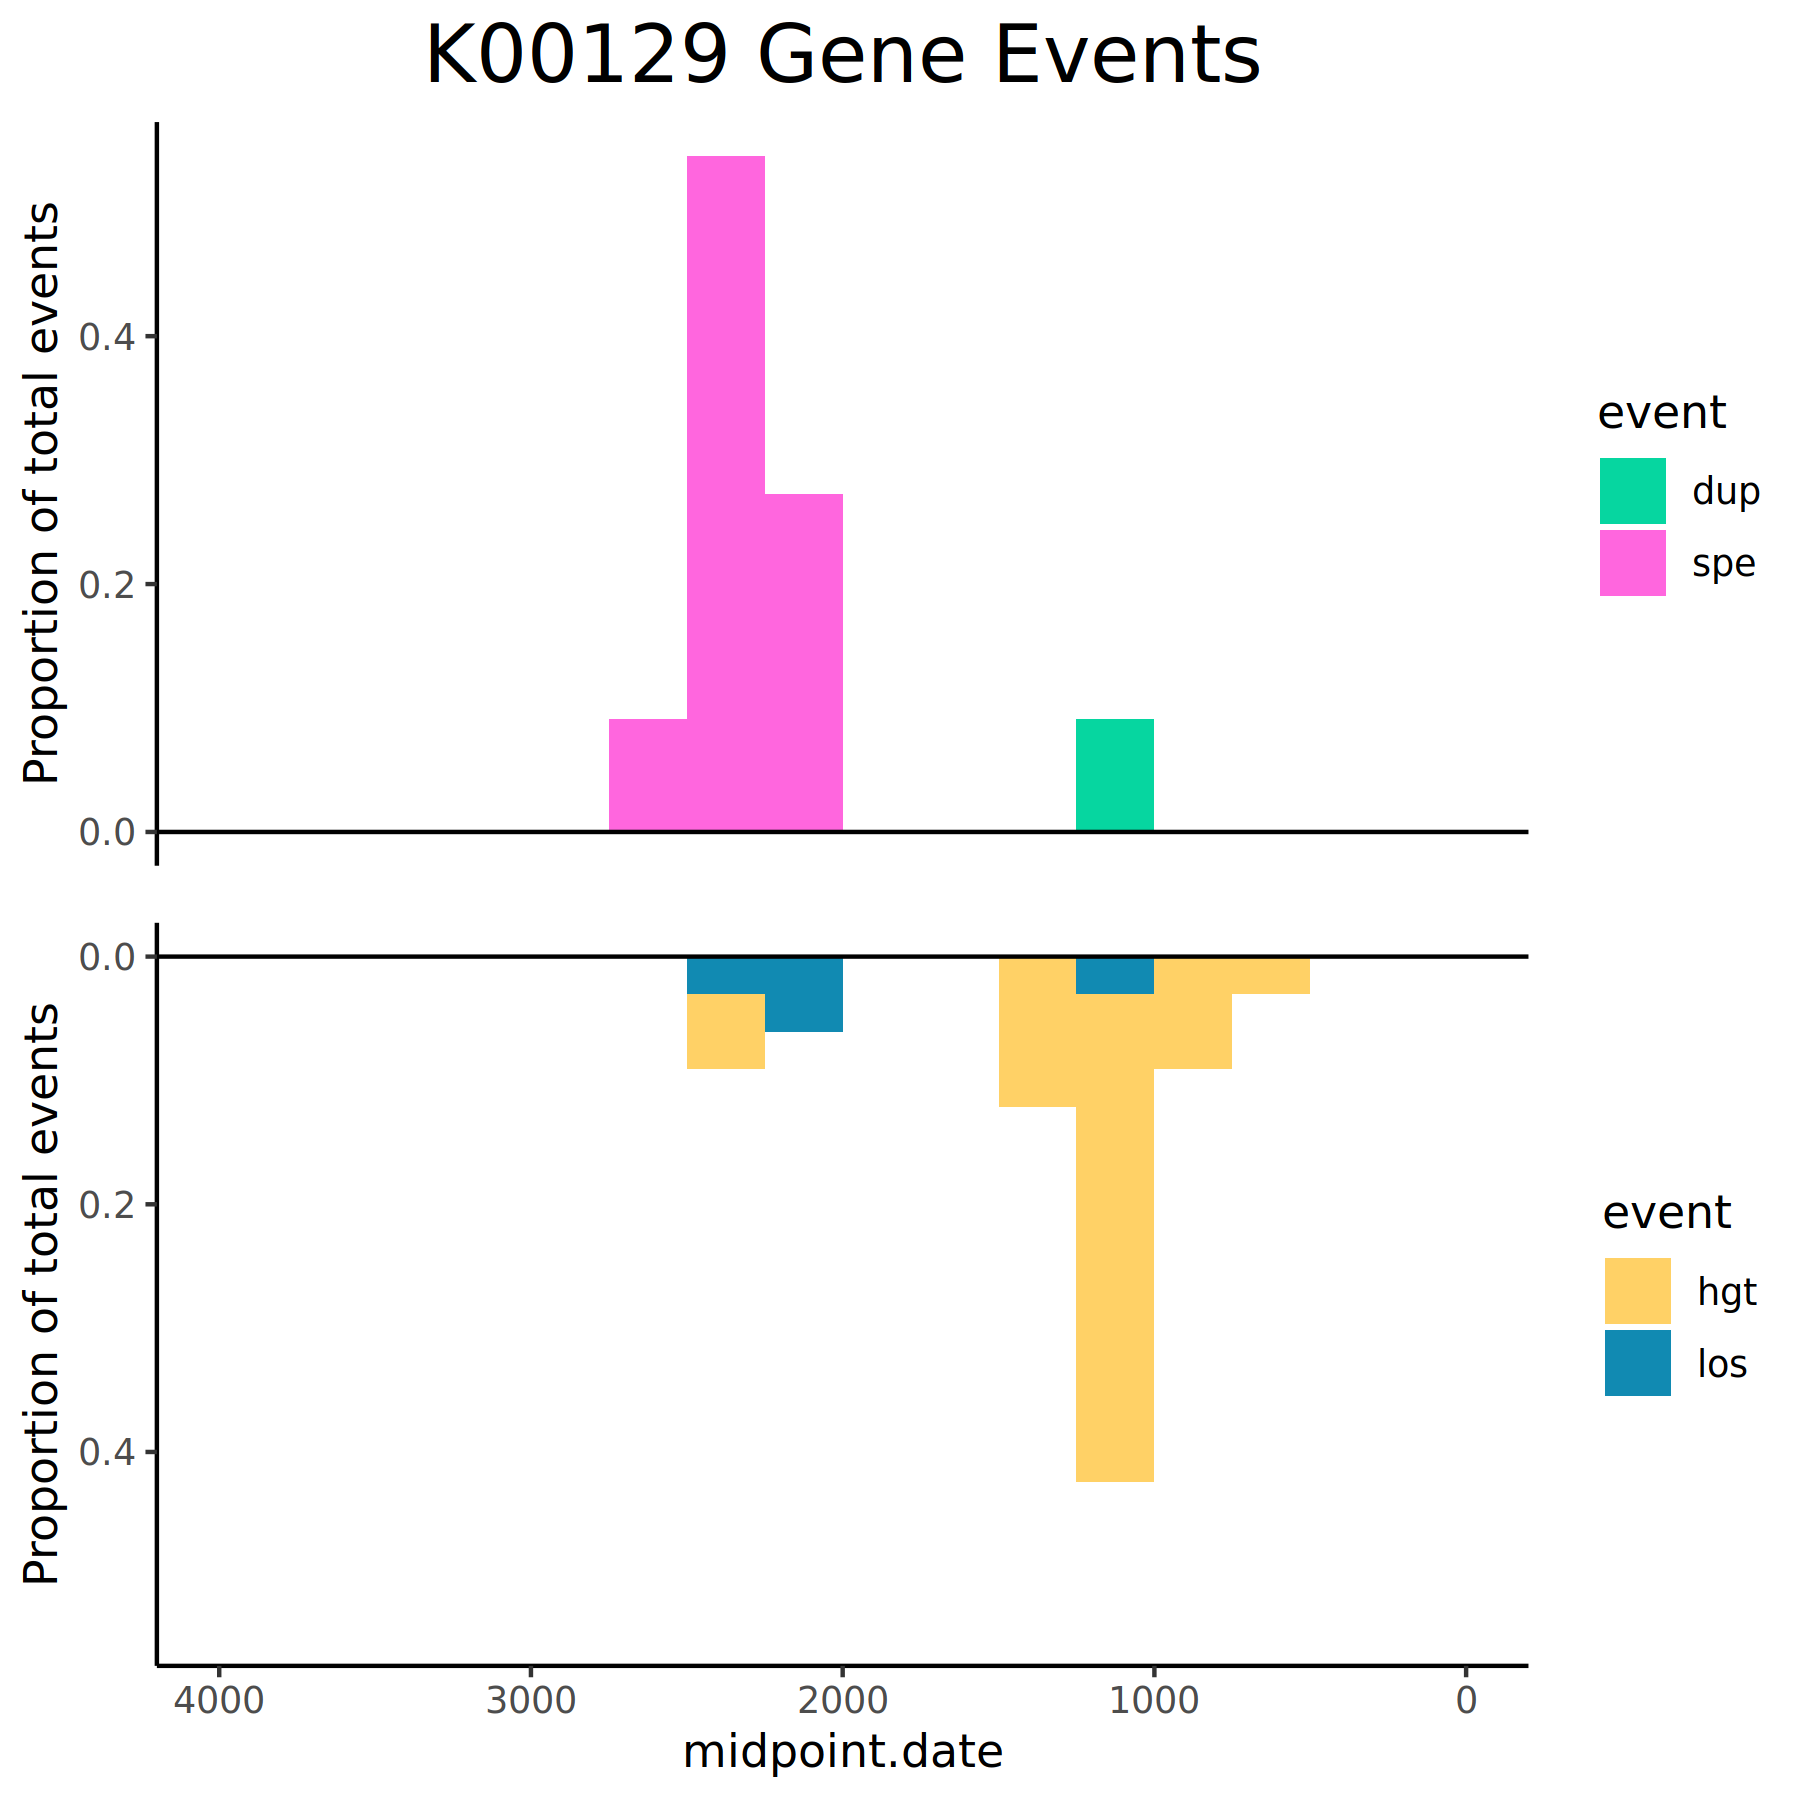 K00129 Gene Events
Proportion of total events
0.4
0.2
0.0
event
dup
spe
Proportion of total events
0.0
0.2
0.4
event
hgt
los
4000 3000 2000 1000 0
midpoint.date